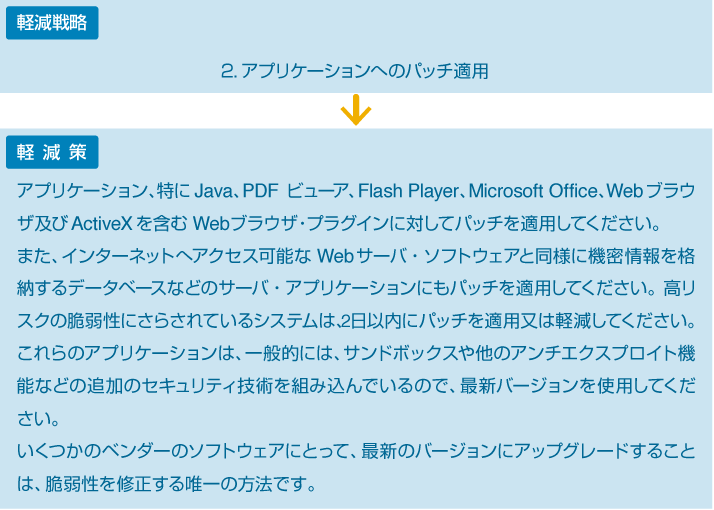 軽減戦略
2. アプリケーションへのパッチ適用
軽 減 策
アプリケーション、特に Java、PDF ビューア、Flash Player、Microsoft Office、Web ブラウ
ザ及び ActiveX を含む Webブラウザ・プラグインに対してパッチを適用してください。
また、インターネットへアクセス可能な Web サーバ・ソフトウェアと同様に機密情報を格
納するデータベースなどのサーバ・アプリケーションにもパッチを適用してください。高リ
スクの脆弱性にさらされているシステムは、2日以内にパッチを適用又は軽減してください。
これらのアプリケーションは、一般的には、サンドボックスや他のアンチエクスプロイト機
能などの追加のセキュリティ技術を組み込んでいるので、最新バージョンを使用してくだ
さい。
いくつかのベンダーのソフトウェアにとって、最新のバージョンにアップグレードすること
は、脆弱性を修正する唯一の方法です。